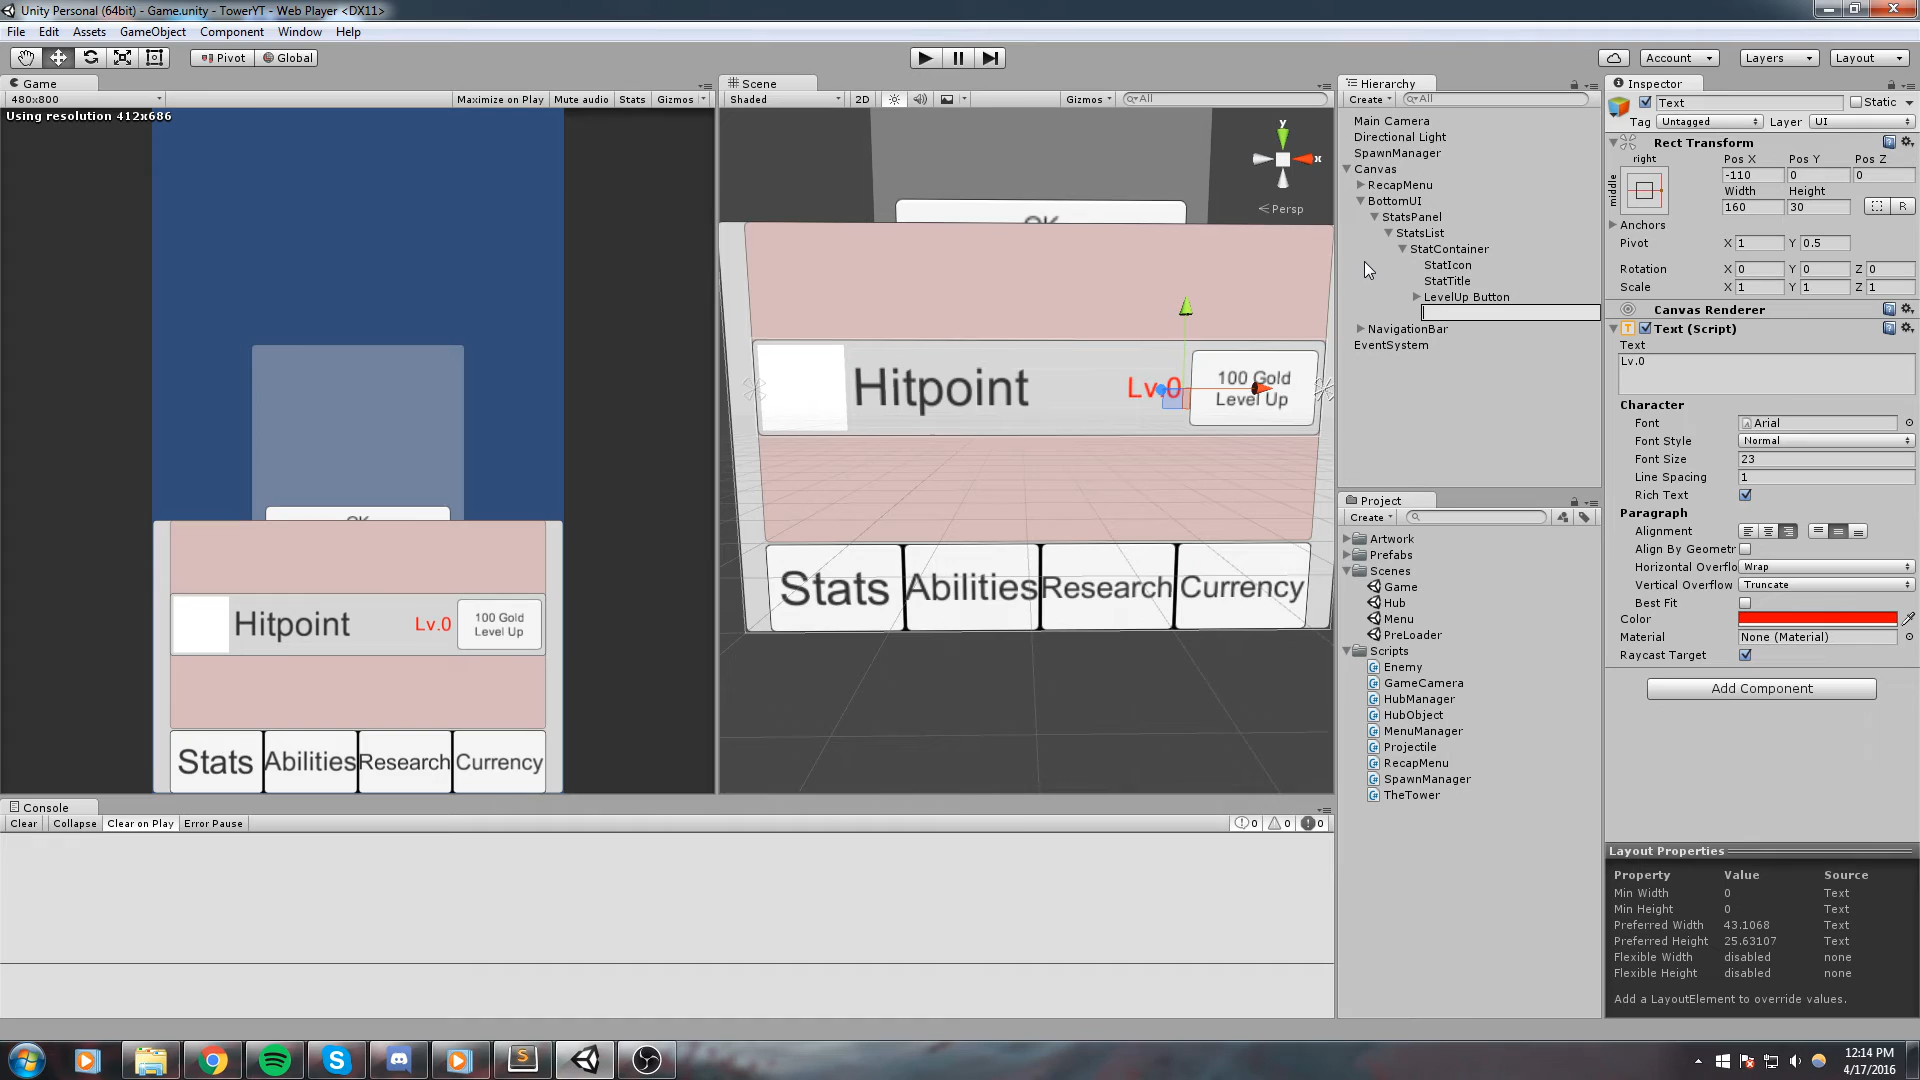 Unity Personal (64bit) - Game.unity - TowerYT - Web Player <DX11>
File Edit Assets GameObject Component Window Help
Pivot Global Account Layers Layout
Game
480x800 Maximize on Play Mute audio Stats Gizmos
Using resolution 412x686
Hitpoint Lv.0 100 Gold
Level Up
Stats Abilities Research Currency
Scene
Shaded 2D Gizmos All
y
x
Persp
OK
Hitpoint Lv.0 100 Gold
Level Up
Stats Abilities Research Currency
Console
Clear Collapse Clear on Play Error Pause 0 0 0
Hierarchy
Create All
Main Camera
Directional Light
SpawnManager
Canvas
RecapMenu
BottomUI
StatsPanel
StatsList
StatContainer
StatIcon
StatTitle
LevelUp Button
NavigationBar
EventSystem
Project
Create
Artwork
Prefabs
Scenes
Game
Hub
Menu
PreLoader
Scripts
Enemy
GameCamera
HubManager
HubObject
MenuManager
Projectile
RecapMenu
SpawnManager
TheTower
Inspector
Text Static
Tag Untagged Layer UI
Rect Transform
right Pos X Pos Y Pos Z
middle -110 0 0
Width Height
160 30 R
Anchors
Pivot X 1 Y 0.5
Rotation X 0 Y 0 Z 0
Scale X 1 Y 1 Z 1
Canvas Renderer
Text (Script)
Text
Lv.0
Character
Font Arial
Font Style Normal
Font Size 23
Line Spacing 1
Rich Text
Paragraph
Alignment
Align By Geometr
Horizontal Overflo Wrap
Vertical Overflow Truncate
Best Fit
Color
Material None (Material)
Raycast Target
Add Component
Layout Properties
Property Value Source
Min Width 0 Text
Min Height 0 Text
Preferred Width 43.1068 Text
Preferred Height 25.63107 Text
Flexible Width disabled none
Flexible Height disabled none
Add a LayoutElement to override values.
12:14 PM
4/17/2016